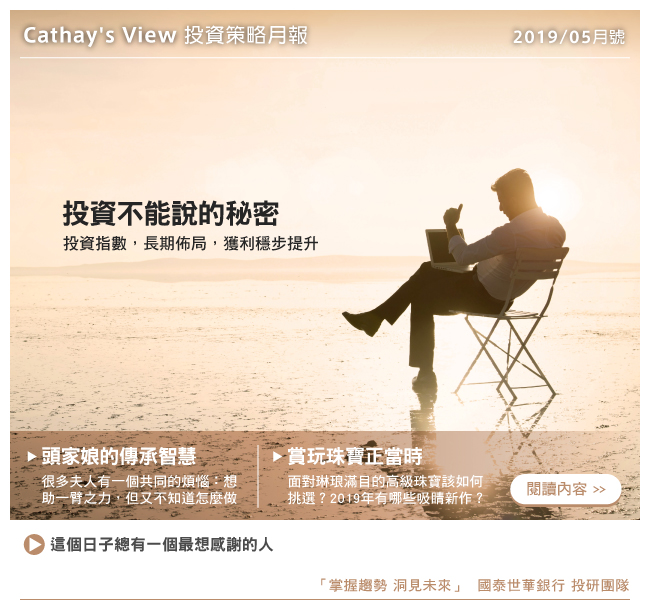 Cathay's View 投資策略月報
2019/05月號
投資不能說的秘密
投資指數，長期佈局，獲利穩步提升
頭家娘的傳承智慧
很多夫人有一個共同的煩惱：想
助一臂之力，但又不知道怎麼做
賞玩珠寶正當時
面對琳琅滿目的高級珠寶該如何
挑選？2019年有哪些吸睛新作？
閱讀內容 >>
這個日子總有一個最想感謝的人
「掌握趨勢 洞見未來」 國泰世華銀行 投研團隊